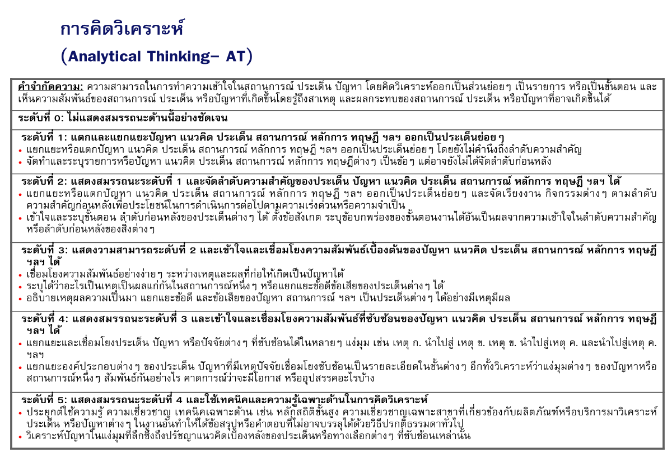 การคิดวิเคราะห์
(Analytical Thinking– AT)
คำจำกัดความ: ความสามารถในการทำความเข้าใจในสถานการณ์ ประเด็น ปัญหา โดยคิดวิเคราะห์ออกเป็นส่วนย่อยๆ เป็นรายการ หรือเป็นขั้นตอน และ
เห็นความสัมพันธ์ของสถานการณ์ ประเด็น หรือปัญหาที่เกิดขึ้นโดยรู้ถึงสาเหตุ และผลกระทบของสถานการณ์ ประเด็น หรือปัญหาที่อาจเกิดขึ้นได้
ระดับที่ 0: ไม่แสดงสมรรถนะด้านนี้อย่างชัดเจน
ระดับที่ 1: แตกและแยกแยะปัญหา แนวคิด ประเด็น สถานการณ์ หลักการ ทฤษฎี ฯลฯ ออกเป็นประเด็นย่อยๆ
• แยกแยะหรือแตกปัญหา แนวคิด ประเด็น สถานการณ์ หลักการ ทฤษฎี ฯลฯ ออกเป็นประเด็นย่อยๆ โดยยังไม่คำนึงถึงลำดับความสำคัญ
• จัดทำและระบุรายการหรือปัญหา แนวคิด ประเด็น สถานการณ์ หลักการ ทฤษฎีต่างๆ เป็นข้อๆ แต่อาจยังไม่ได้จัดลำดับก่อนหลัง
ระดับที่ 2: แสดงสมรรถนะระดับที่ 1 และจัดลำดับความสำคัญของประเด็น ปัญหา แนวคิด ประเด็น สถานการณ์ หลักการ ทฤษฎี ฯลฯ ได้
• แยกแยะหรือแตกปัญหา แนวคิด ประเด็น สถานการณ์ หลักการ ทฤษฎี ฯลฯ ออกเป็นประเด็นย่อยๆ และจัดเรียงงาน กิจกรรมต่างๆ ตามลำดับ
ความสำคัญก่อนหลังเพื่อประโยชน์ในการดำเนินการต่อไปตามความเร่งด่วนหรือความจำเป็น
• เข้าใจและระบุขั้นตอน ลำดับก่อนหลังของประเด็นต่างๆ ได้ ตั้งข้อสังเกต ระบุข้อบกพร่องของขั้นตอนงานได้อันเป็นผลจากความเข้าใจในลำดับความสำคัญ
หรือลำดับก่อนหลังของสิ่งต่างๆ
ระดับที่ 3: แสดงวามสามารถระดับที่ 2 และเข้าใจและเชื่อมโยงความสัมพันธ์เบื้องต้นของปัญหา แนวคิด ประเด็น สถานการณ์ หลักการ ทฤษฎี
ฯลฯ ได้
• เชื่อมโยงความสัมพันธ์อย่างง่ายๆ ระหว่างเหตุและผลที่ก่อให้เกิดเป็นปัญหาได้
• ระบุได้ว่าอะไรเป็นเหตุเป็นผลแก่กันในสถานการณ์หนึ่งๆ หรือแยกแยะข้อดีข้อเสียของประเด็นต่างๆ ได้
• อธิบายเหตุผลความเป็นมา แยกแยะข้อดี และข้อเสียของปัญหา สถานการณ์ ฯลฯ เป็นประเด็นต่างๆ ได้อย่างมีเหตุมีผล
ระดับที่ 4: แสดงสมรรถนะระดับที่ 3 และเข้าใจและเชื่อมโยงความสัมพันธ์ที่ซับซ้อนของปัญหา แนวคิด ประเด็น สถานการณ์ หลักการ ทฤษฎี
ฯลฯ ได้
• แยกแยะและเชื่อมโยงประเด็น ปัญหา หรือปัจจัยต่างๆ ที่ซับซ้อนได้ในหลายๆ แง่มุม เช่น เหตุ ก. นำไปสู่ เหตุ ข. เหตุ ข. นำไปสู่เหตุ ค. และนำไปสู่เหตุ ค.
ฯลฯ
• แยกแยะองค์ประกอบต่างๆ ของประเด็น ปัญหาที่มีเหตุปัจจัยเชื่อมโยงซับซ้อนเป็นรายละเอียดในชั้นต่างๆ อีกทั้งวิเคราะห์ว่าแง่มุมต่างๆ ของปัญหาหรือ
สถานการณ์หนึ่งๆ สัมพันธ์กันอย่างไร คาดการณ์ว่าจะมีโอกาส หรืออุปสรรคอะไรบ้าง
ระดับที่ 5: แสดงสมรรถนะระดับที่ 4 และใช้เทคนิคและความรู้เฉพาะด้านในการคิดวิเคราะห์
• ประยุกต์ใช้ความรู้ ความเชี่ยวชาญ เทคนิคเฉพาะด้าน เช่น หลักสถิติขั้นสูง ความเชี่ยวชาญเฉพาะสาขาที่เกี่ยวข้องกับผลิตภัณฑ์หรือบริการมาวิเคราะห์
ประเด็น หรือปัญหาต่างๆ ในงานอันทำให้ได้ข้อสรุปหรือคำตอบที่ไม่อาจบรรลุได้ด้วยวิธีปรกติธรรมดาทั่วไป
• วิเคราะห์ปัญหาในแง่มุมที่ลึกซึ้งถึงปรัชญาแนวคิดเบื้องหลังของประเด็นหรือทางเลือกต่างๆ ที่ซับซ้อนเหล่านั้น